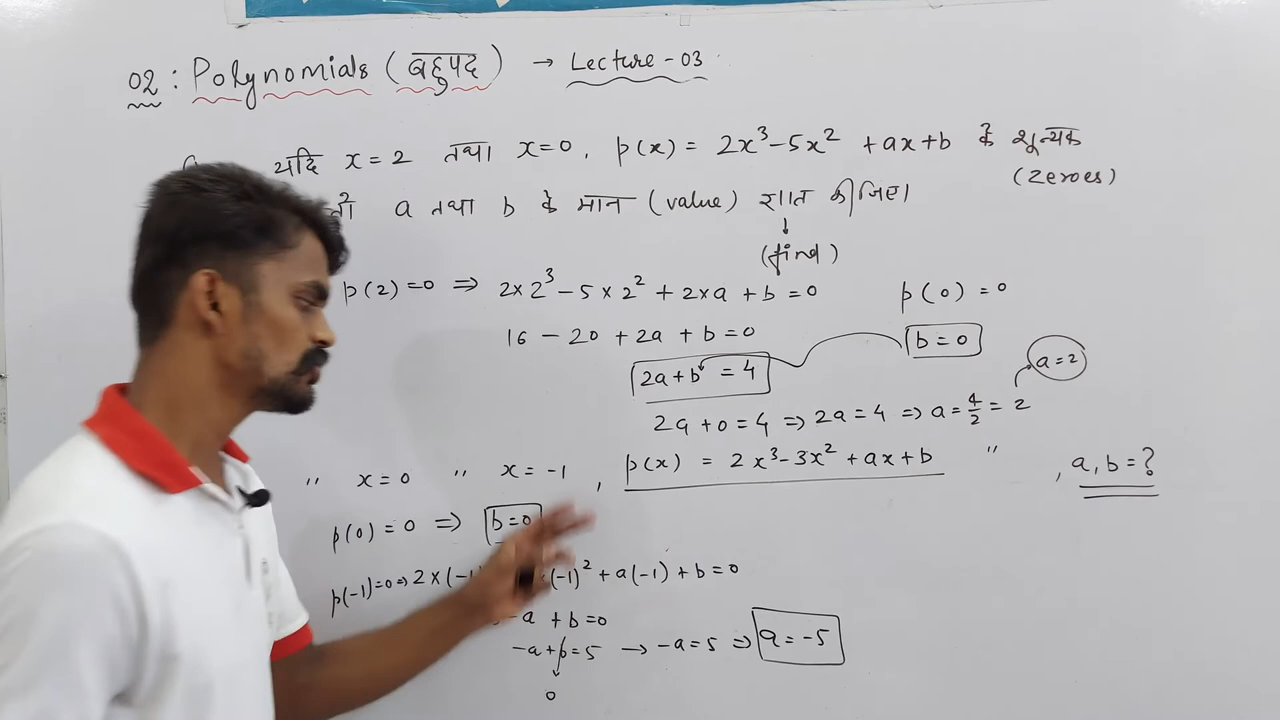 02 : Polynomials (बहुपद) → Lecture - 03
यदि x = 2 तथा x = 0, p(x) = 2x³ - 5x² + ax + b के शून्यक
(zeroes)
तो a तथा b के मान (value) ज्ञात कीजिए।
↓
(find)
p(2) = 0 ⇒ 2×2³ - 5×2² + 2×a + b = 0 p(0) = 0
16 - 20 + 2a + b = 0 b = 0
2a + b = 4 a = 2
2a + 0 = 4 ⇒ 2a = 4 ⇒ a = 4/2 = 2
" x = 0 " x = -1, p(x) = 2x³ - 3x² + ax + b " , a, b = ?
p(0) = 0 ⇒ b = 0
p(-1) = 0 ⇒ 2×(-1) (-1)² + a(-1) + b = 0
-a + b = 0
-a + b = 5 → -a = 5 ⇒ a = -5
0